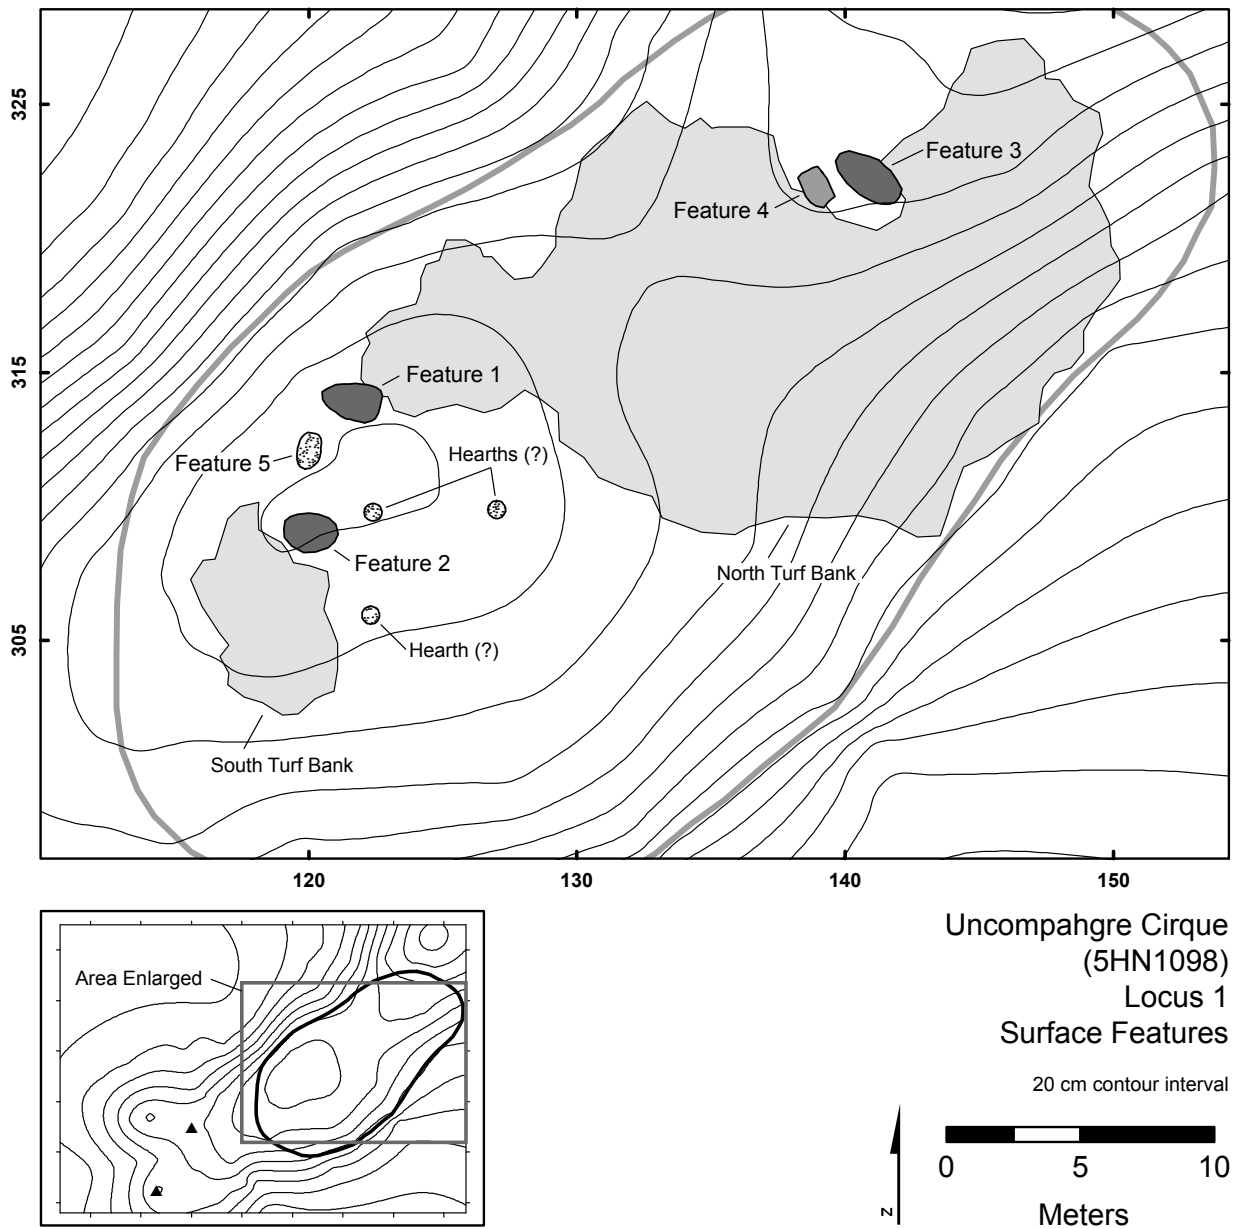 325
315
305
Feature 3
Feature 4
Feature 1
Hearths (?)
Feature 5
Feature 2
North Turf Bank
Hearth (?)
South Turf Bank
120
130
140
150
Area Enlarged
Uncompahgre Cirque
(5HN1098)
Locus 1
Surface Features
20 cm contour interval
N
0 5 10
Meters